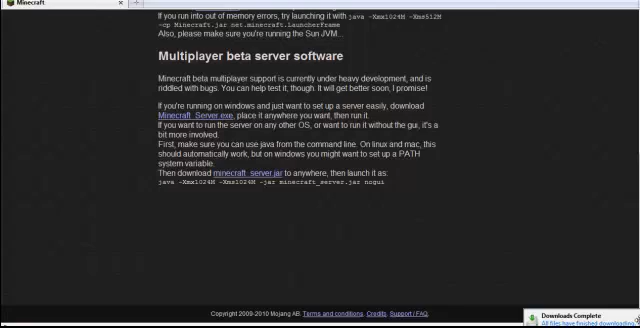 Minecraft
If you run into out of memory errors, try launching it with java -Xmx1024M -Xms512M
-cp Minecraft.jar net.minecraft.LauncherFrame
Also, please make sure you're running the Sun JVM...
Multiplayer beta server software
Minecraft beta multiplayer support is currently under heavy development, and is
riddled with bugs. You can help test it, though. It will get better soon, I promise!
If you're running on windows and just want to set up a server easily, download
Minecraft_Server.exe, place it anywhere you want, then run it.
If you want to run the server on any other OS, or want to run it without the gui, it's a
bit more involved.
First, make sure you can use java from the command line. On linux and mac, this
should automatically work, but on windows you might want to set up a PATH
system variable.
Then download minecraft_server.jar to anywhere, then launch it as:
java -Xmx1024M -Xms1024M -jar minecraft_server.jar nogui
Copyright 2009-2010 Mojang AB. Terms and conditions. Credits. Support / FAQ.
Downloads Complete
All files have finished downloading.